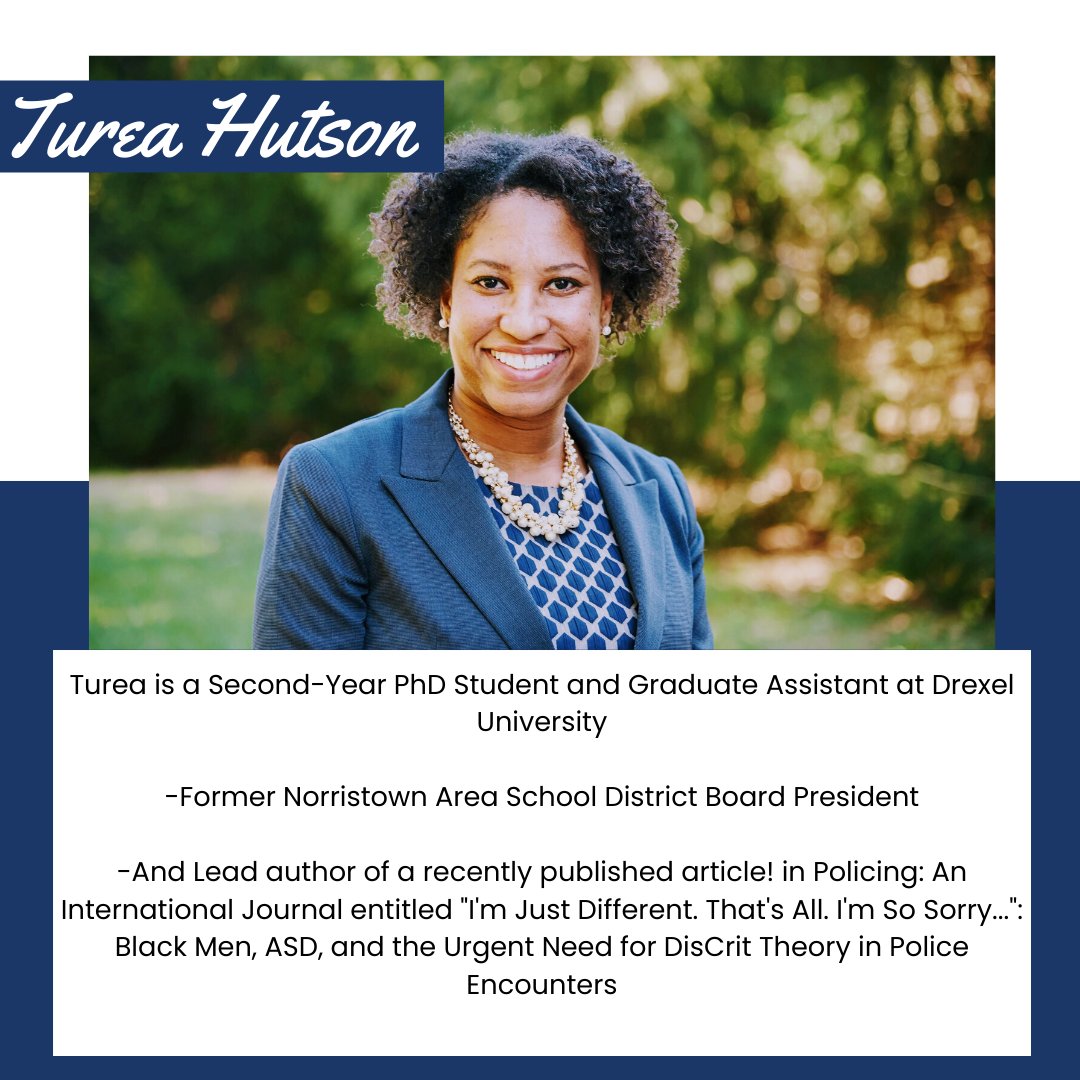 Turea Hutson
Turea is a Second-Year PhD Student and Graduate Assistant at Drexel
University
-Former Norristown Area School District Board President
-And Lead author of a recently published article! in Policing: An
International Journal entitled "I'm Just Different. That's All. I'm So Sorry...":
Black Men, ASD, and the Urgent Need for DisCrit Theory in Police
Encounters